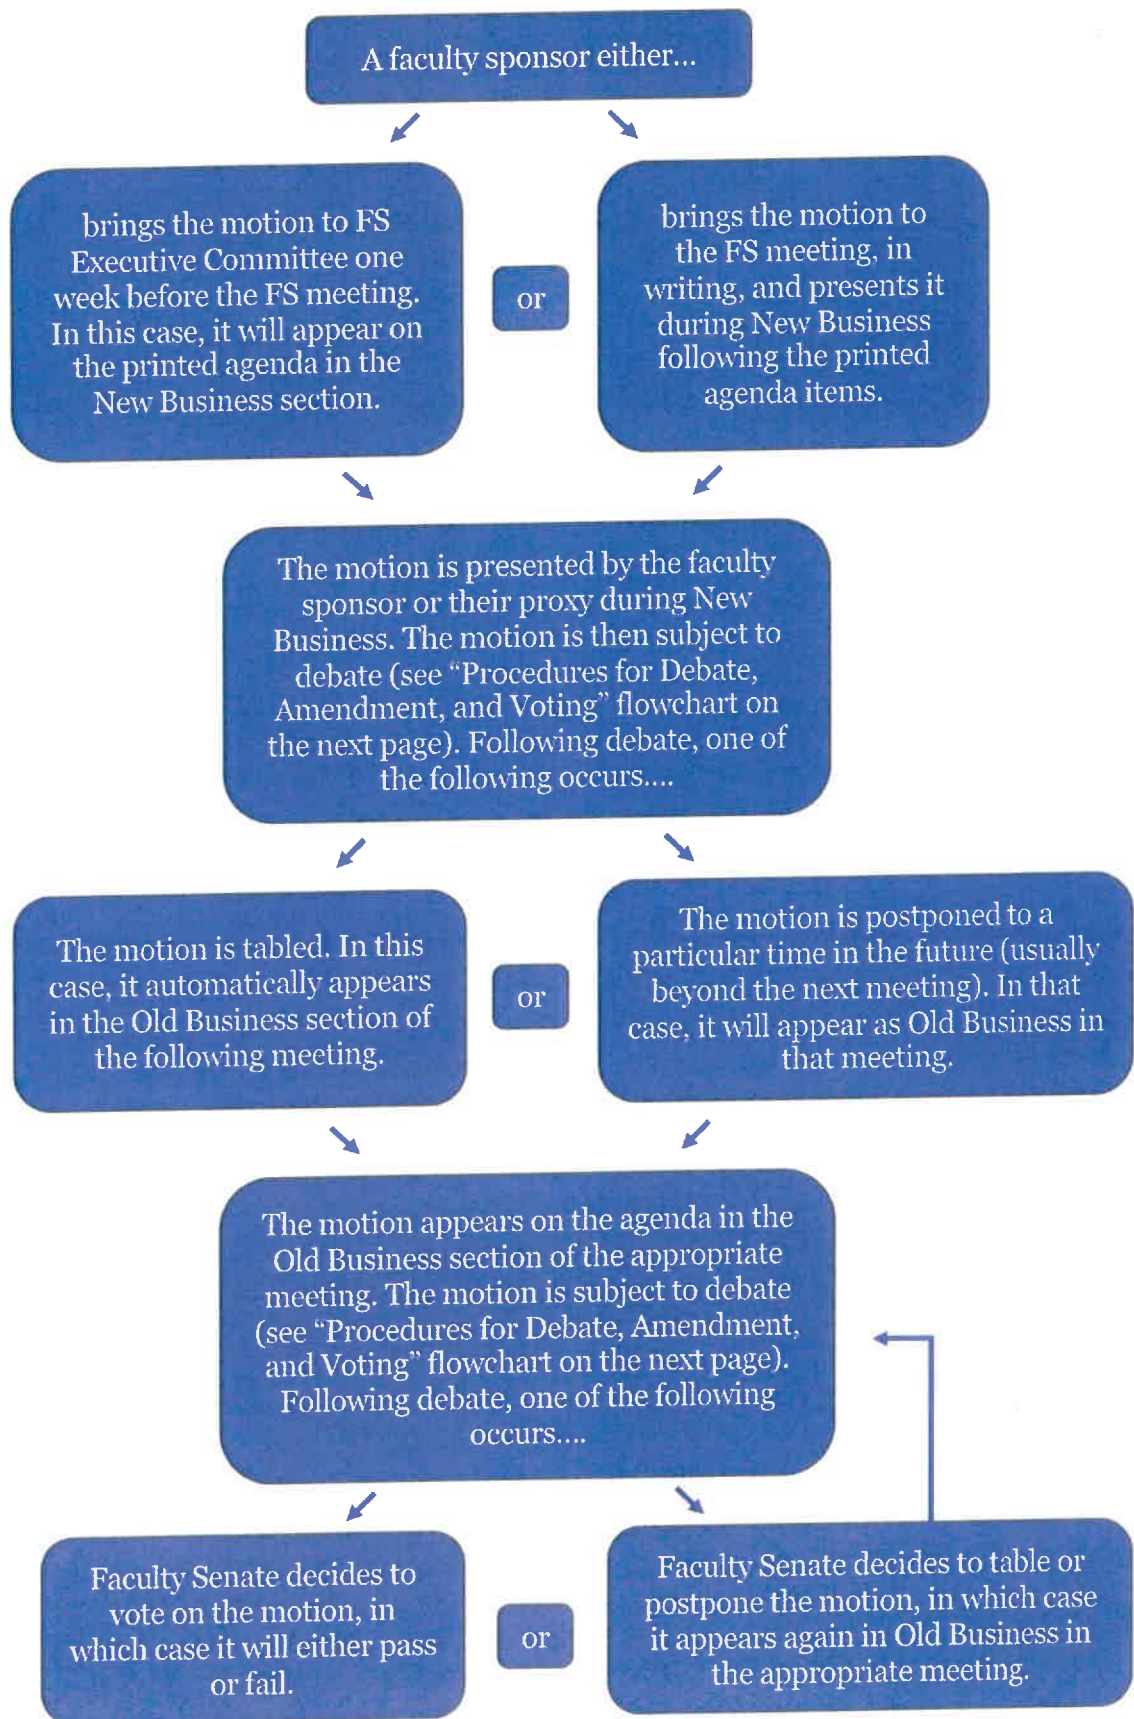 A faculty sponsor either...
brings the motion to FS
Executive Committee one
week before the FS meeting.
In this case, it will appear on
the printed agenda in the
New Business section.
or
brings the motion to
the FS meeting, in
writing, and presents it
during New Business
following the printed
agenda items.
The motion is presented by the faculty
sponsor or their proxy during New
Business. The motion is then subject to
debate (see “Procedures for Debate,
Amendment, and Voting” flowchart on
the next page). Following debate, one of
the following occurs....
The motion is tabled. In this
case, it automatically appears
in the Old Business section of
the following meeting.
or
The motion is postponed to a
particular time in the future (usually
beyond the next meeting). In that
case, it will appear as Old Business in
that meeting.
The motion appears on the agenda in the
Old Business section of the appropriate
meeting. The motion is subject to debate
(see “Procedures for Debate, Amendment,
and Voting” flowchart on the next page).
Following debate, one of the following
occurs....
Faculty Senate decides to
vote on the motion, in
which case it will either pass
or fail.
or
Faculty Senate decides to table or
postpone the motion, in which case
it appears again in Old Business in
the appropriate meeting.